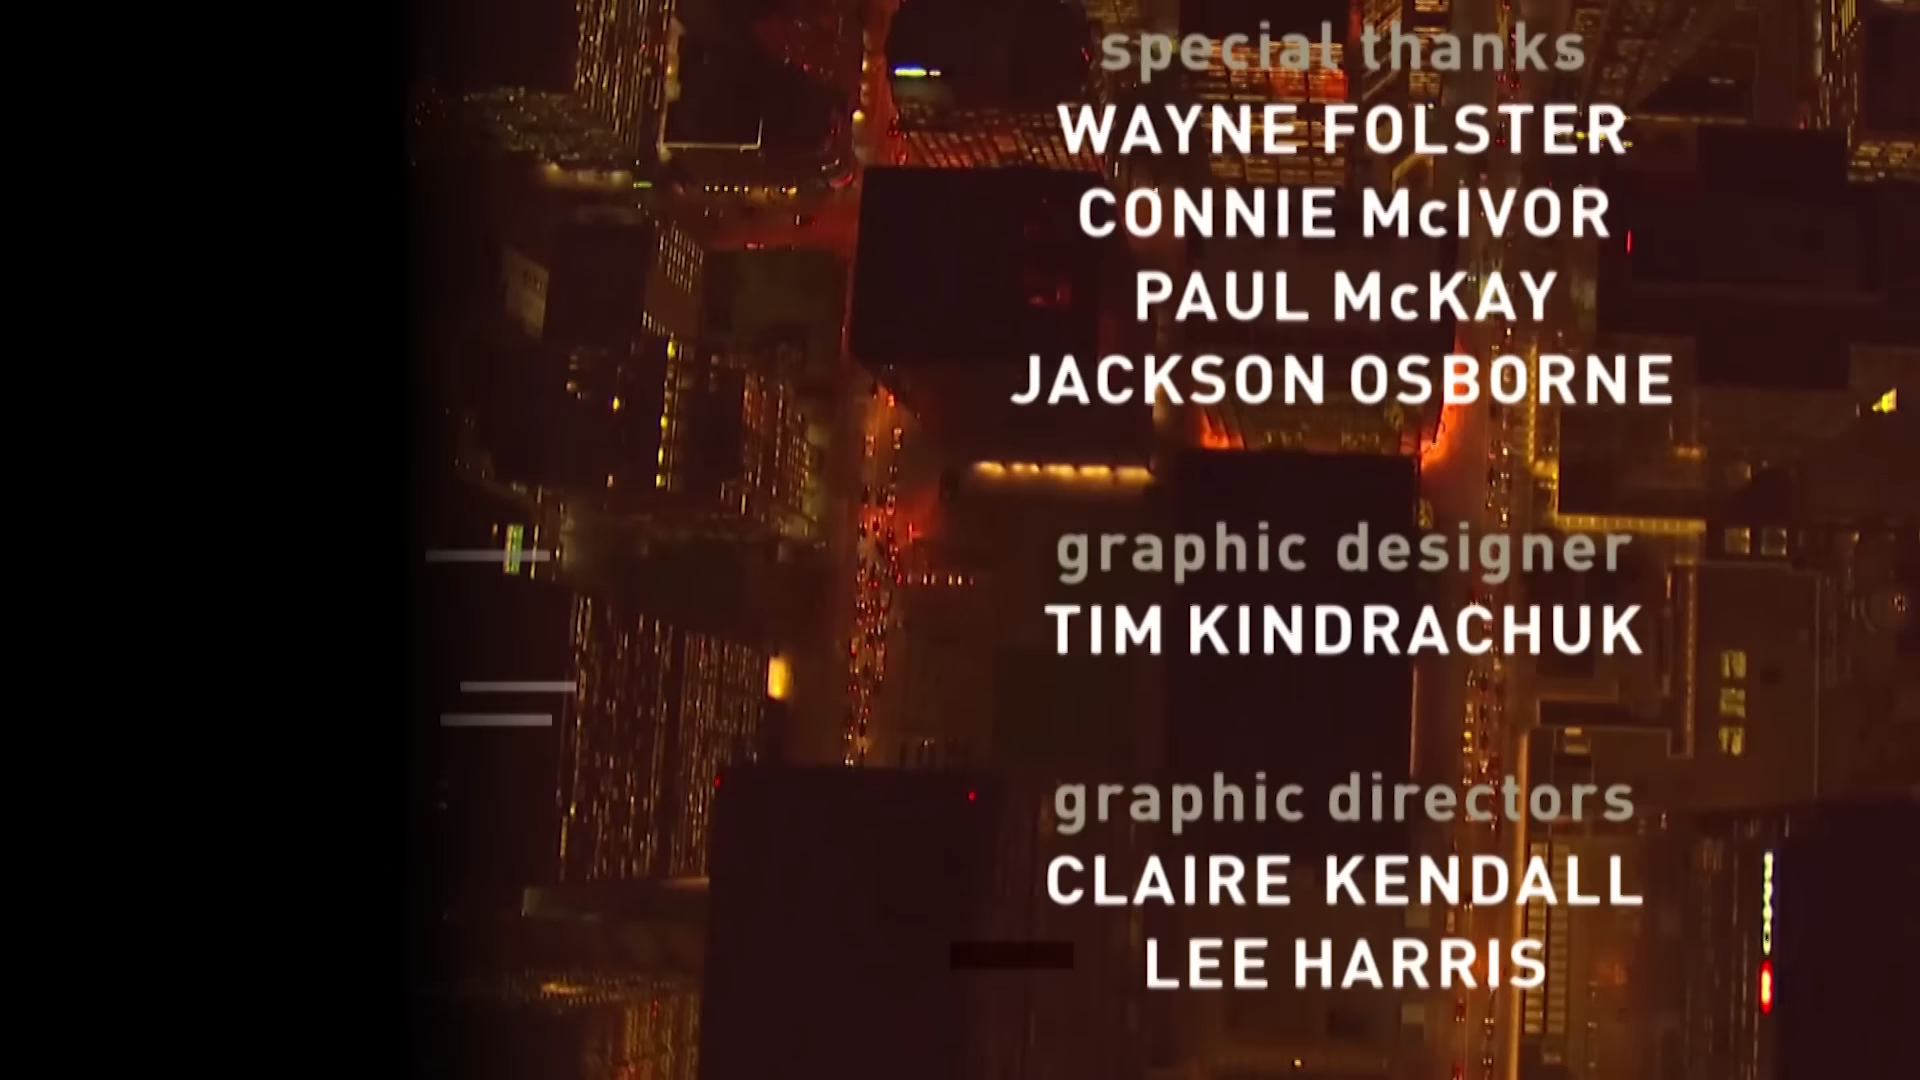 special thanks
WAYNE FOLSTER
CONNIE McIVOR
PAUL McKAY
JACKSON OSBORNE
graphic designer
TIM KINDRACHUK
graphic directors
CLAIRE KENDALL
LEE HARRIS